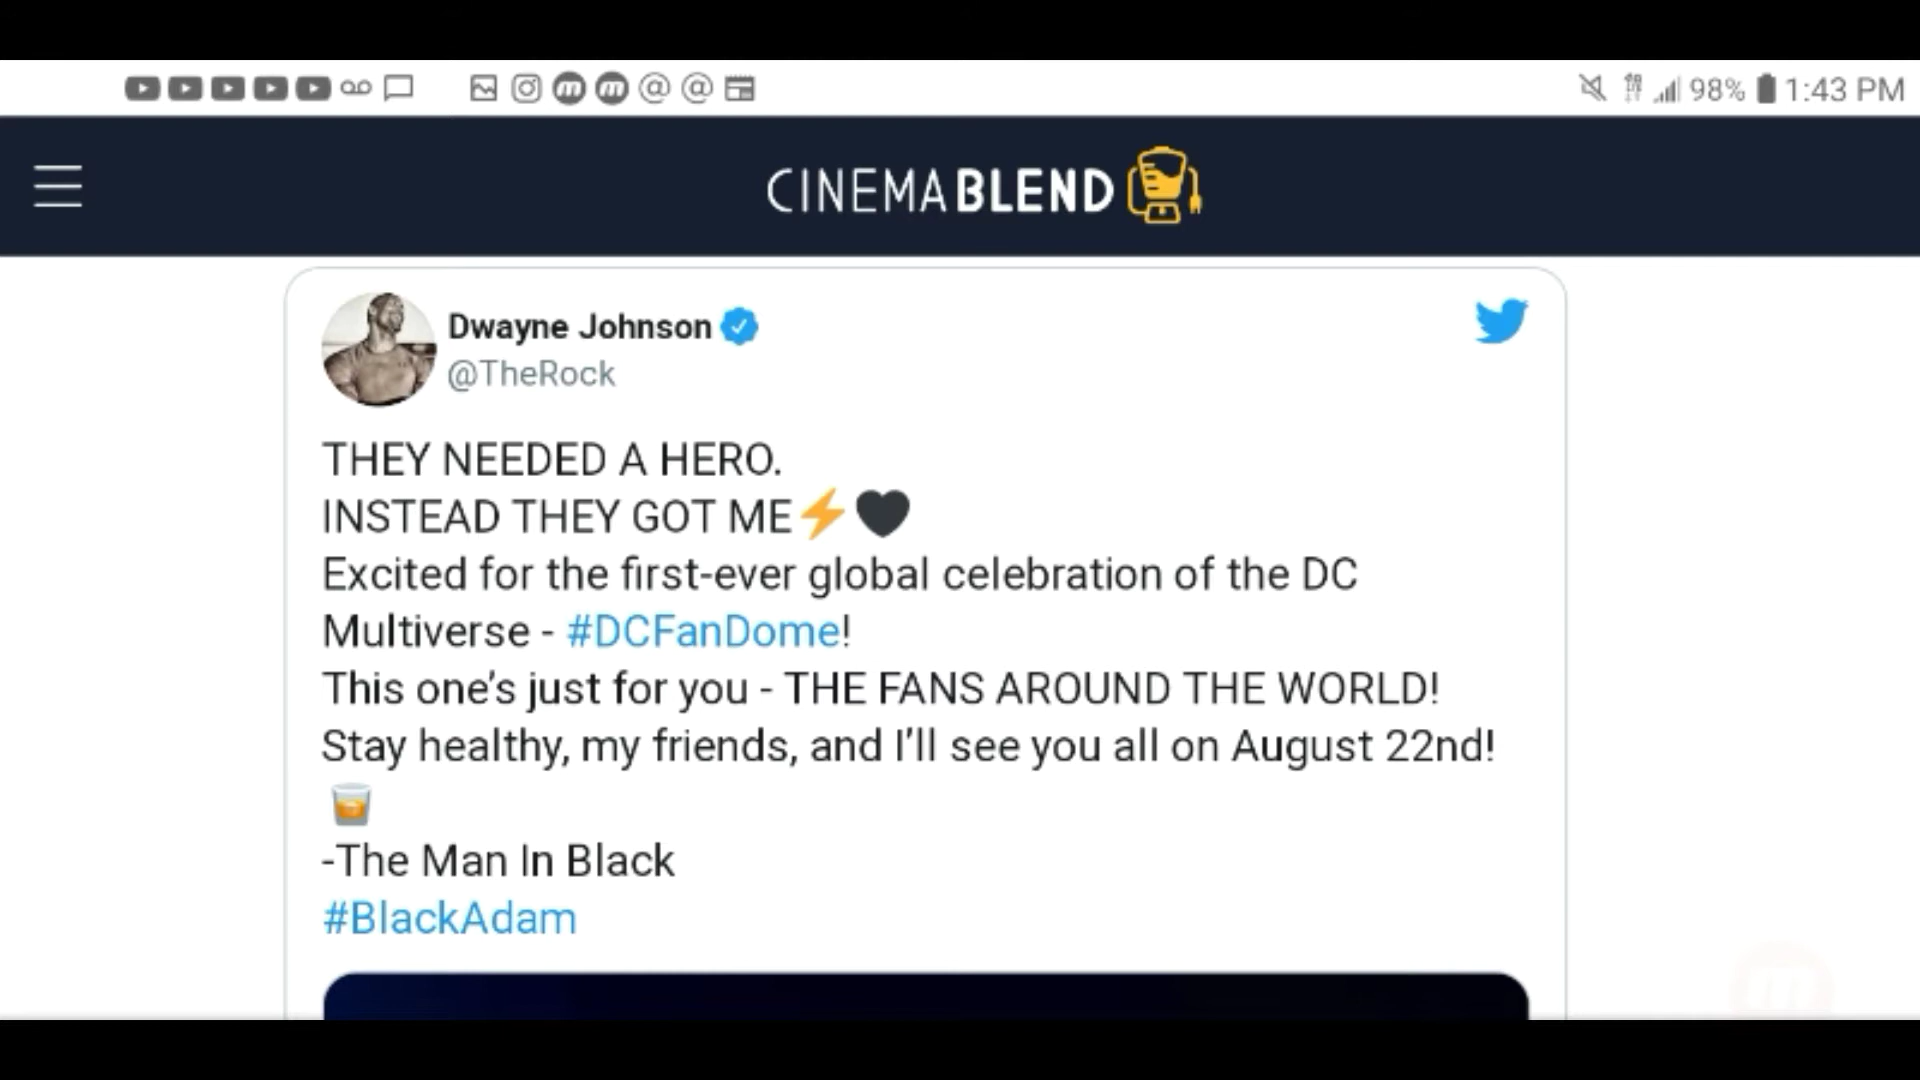 98% 1:43 PM
CINEMABLEND
Dwayne Johnson
@TheRock
THEY NEEDED A HERO.
INSTEAD THEY GOT ME⚡🖤
Excited for the first-ever global celebration of the DC
Multiverse - #DCFanDome!
This one’s just for you - THE FANS AROUND THE WORLD!
Stay healthy, my friends, and I’ll see you all on August 22nd!
🥃
-The Man In Black
#BlackAdam